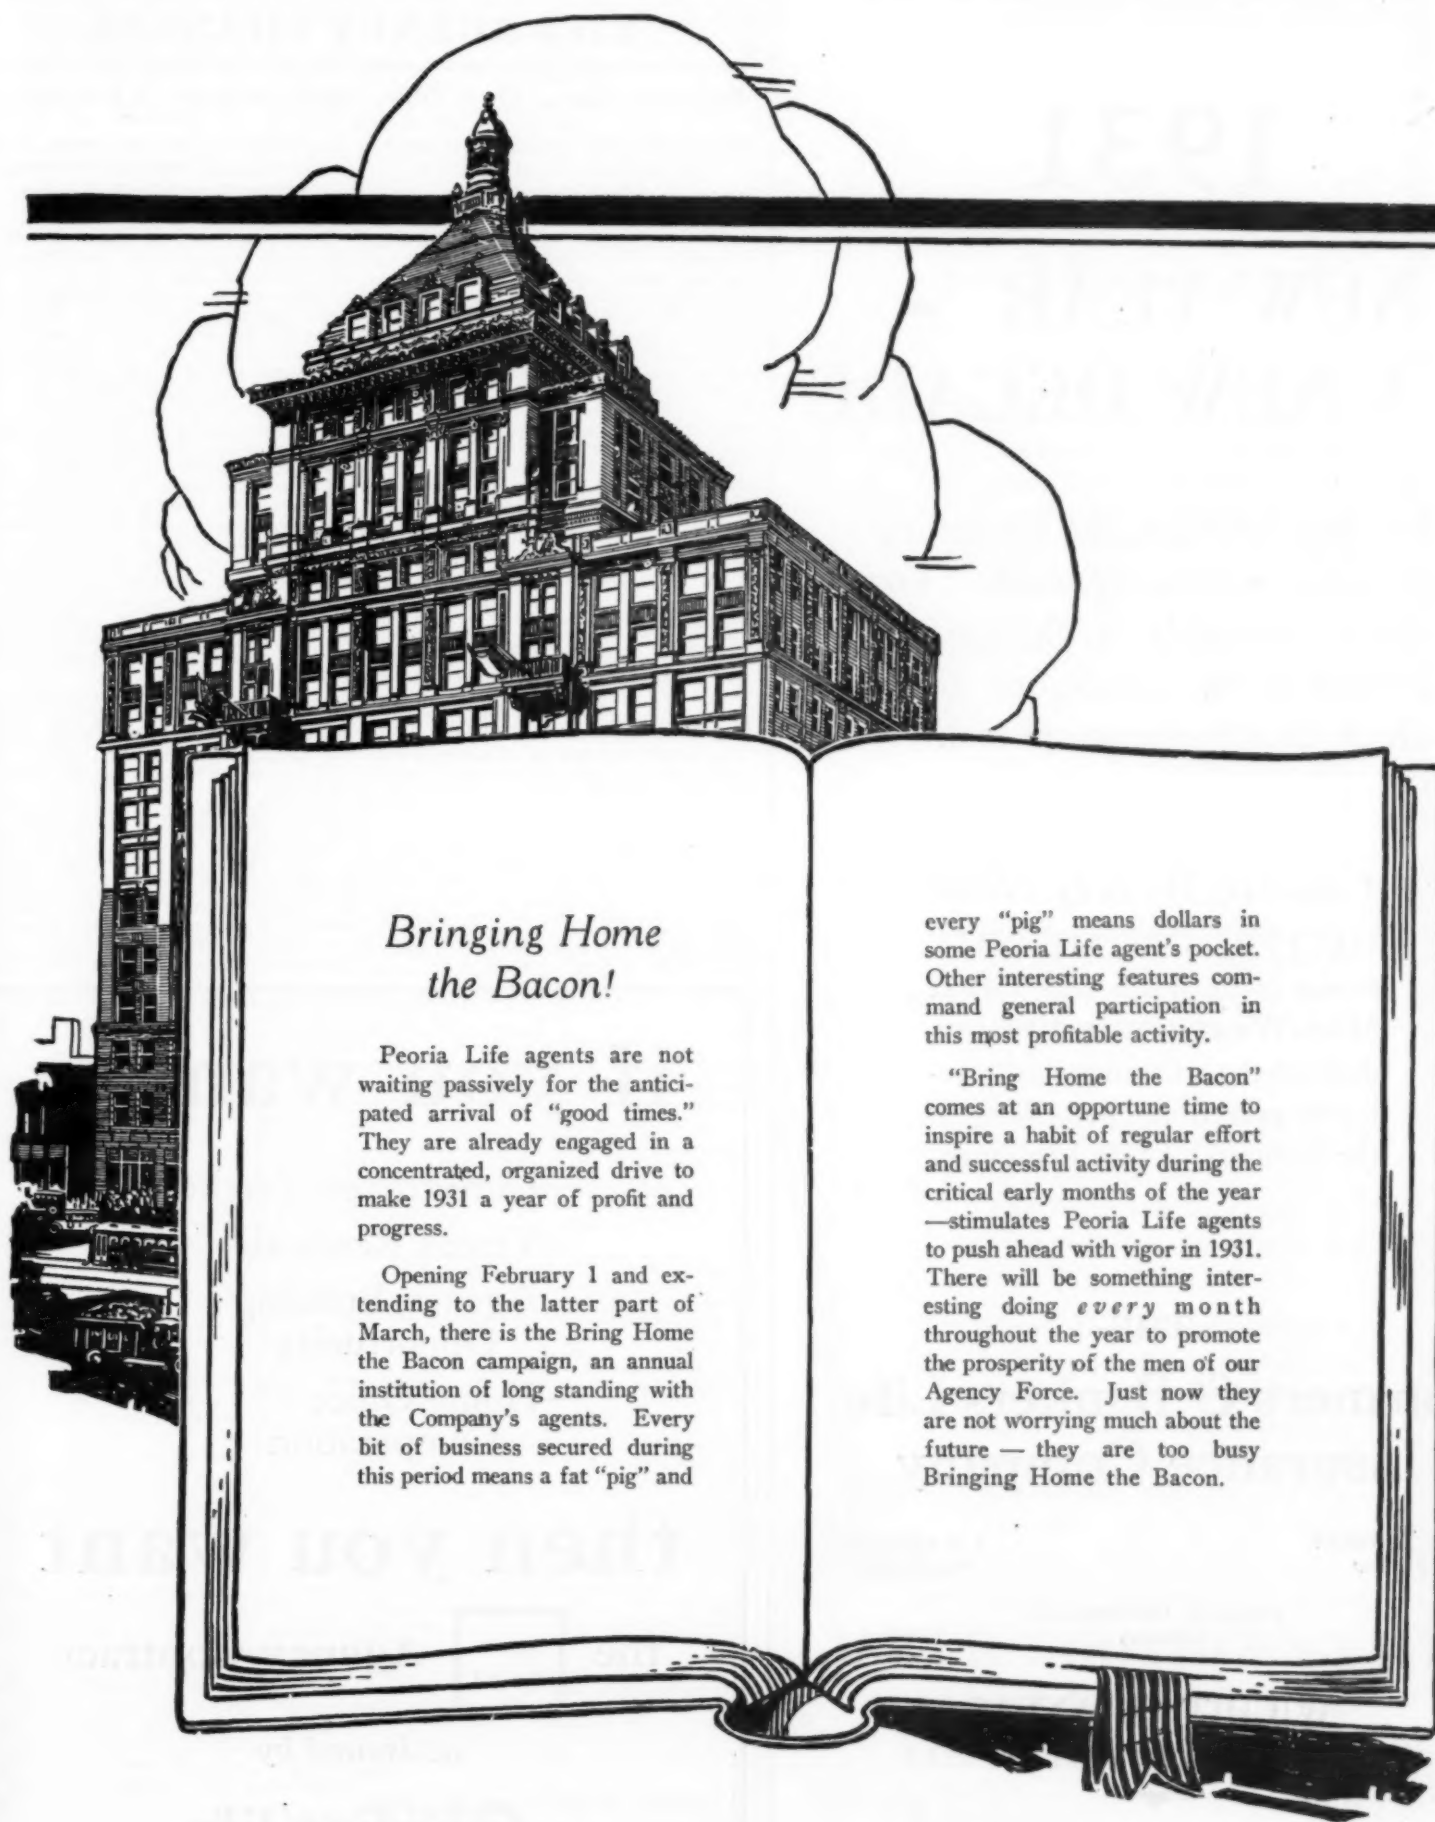 Bringing Home
the Bacon!
Peoria Life agents are not
waiting passively for the antici-
pated arrival of “good times.”
They are already engaged in a
concentrated, organized drive to
make 1931 a year of profit and
progress.
Opening February 1 and ex-
tending to the latter part of
March, there is the Bring Home
the Bacon campaign, an annual
institution of long standing with
the Company's agents. Every
bit of business secured during
this period means a fat “pig” and
every “pig” means dollars in
some Peoria Life agent's pocket.
Other interesting features com-
mand general participation in
this most profitable activity.
“Bring Home the Bacon”
comes at an opportune time to
inspire a habit of regular effort
and successful activity during the
critical early months of the year
—stimulates Peoria Life agents
to push ahead with vigor in 1931.
There will be something inter-
esting doing every month
throughout the year to promote
the prosperity of the men of our
Agency Force. Just now they
are not worrying much about the
future — they are too busy
Bringing Home the Bacon.